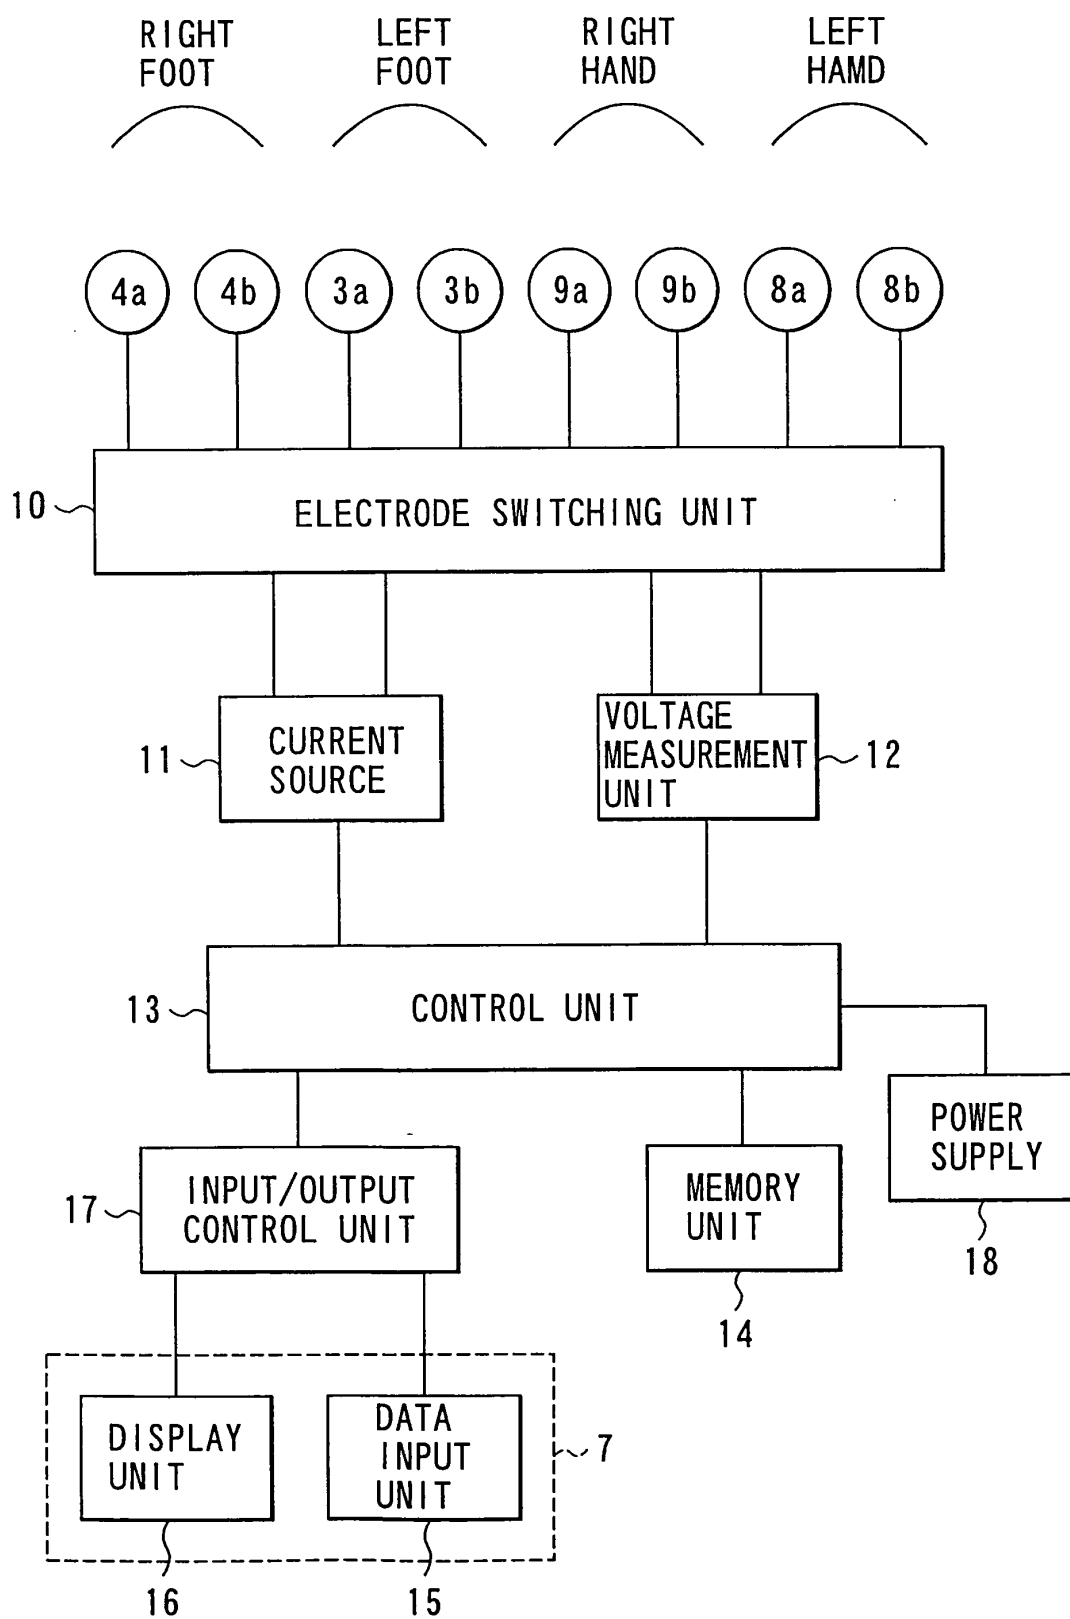 RIGHT FOOT
LEFT FOOT
RIGHT HAND
LEFT HAMD
4a
4b
3a
3b
9a
9b
8a
8b
10
ELECTRODE SWITCHING UNIT
11
CURRENT
SOURCE
VOLTAGE
MEASUREMENT
UNIT
12
13
CONTROL UNIT
POWER
SUPPLY
18
17
INPUT/OUTPUT
CONTROL UNIT
MEMORY
UNIT
14
DISPLAY
UNIT
16
DATA
INPUT
UNIT
15
7